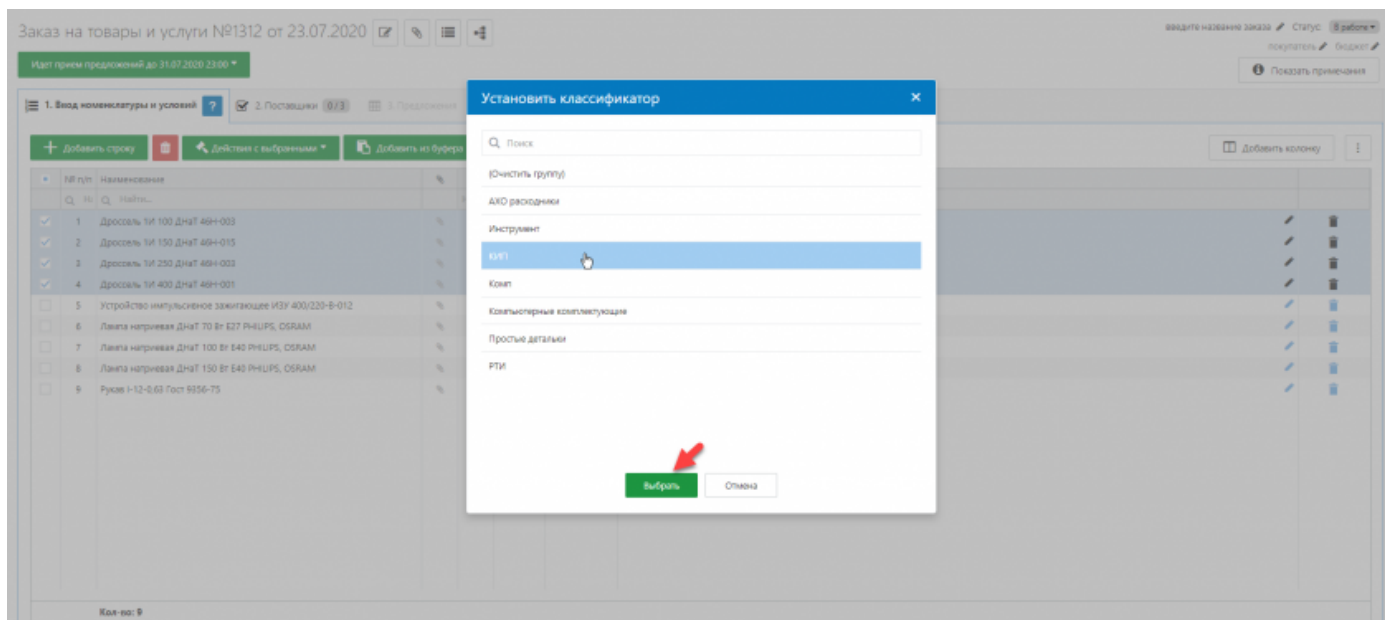 Заказ на товары и услуги №1312 от 23.07.2020
введите название заказа Статус: В работе
покупатель бюджет
Идет прием предложений до 31.07.2020 23:00
Показать примечания
1. Ввод номенклатуры и условий ? 2. Поставщики 0/3 3. Предложения
Установить классификатор ×
Добавить строку Действия с выбранными Добавить из буфера
Добавить колонку
Поиск
(Очистить группу)
АХО расходники
Инструмент
КИП
Комп
Компьютерные комплектующие
Простые детальки
РТИ
Выбрать Отмена
№ п/п Наименование
Найти...
1 Дроссель 1И 100 ДНаТ 46Н-003
2 Дроссель 1И 150 ДНаТ 46Н-015
3 Дроссель 1И 250 ДНаТ 46Н-003
4 Дроссель 1И 400 ДНаТ 46Н-001
5 Устройство импульсивное зажигающее ИЗУ 400/220-В-012
6 Лампа натриевая ДНаТ 70 Вт E27 PHILIPS, OSRAM
7 Лампа натриевая ДНаТ 100 Вт E40 PHILIPS, OSRAM
8 Лампа натриевая ДНаТ 150 Вт E40 PHILIPS, OSRAM
9 Рукав I-12-0,63 Гост 9356-75
Кол-во: 9